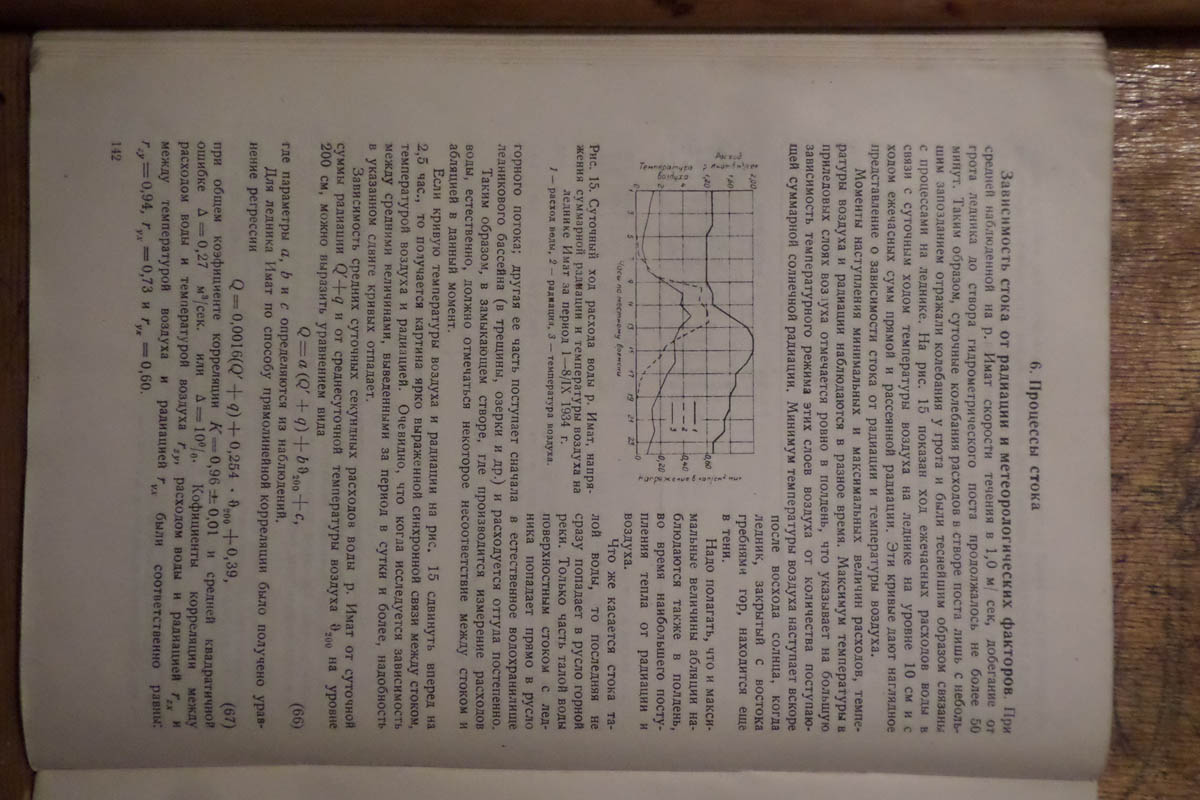 6. Процессы стока
Зависимость стока от радиации и метеорологических факторов. При
средней наблюденной на р. Имат скорости течения в 1,0 м/ сек, добегание от
грота ледника до створа гидрометрического поста продолжалось не более 50
минут. Таким образом, суточные колебания расходов в створе поста лишь с неболь-
шим запозданием отражали колебания у грота и были теснейшим образом связаны
с процессами на леднике. На рис. 15 показан ход ежечасных расходов воды в
связи с суточным ходом температуры воздуха на леднике на уровне 10 см и с
ходом ежечасных сумм прямой и рассеянной радиации. Эти кривые дают наглядное
представление о зависимости стока от радиации и температуры воздуха.
Моменты наступления минимальных и максимальных величин расходов, темпе-
ратуры воздуха и радиации наблюдаются в разное время. Максимум температуры в
приледовых слоях воздуха отмечается ровно в полдень, что указывает на большую
зависимость температурного режима этих слоев воздуха от количества поступаю-
щей суммарной солнечной радиации. Минимум температуры воздуха наступает вскоре
после восхода солнца, когда
ледник, закрытый с востока
гребнями гор, находится еще
в тени.
Надо полагать, что и макси-
мальные величины абляции на-
блюдаются также в полдень,
во время наибольшего посту-
пления тепла от радиации и
воздуха.
Что же касается стока та-
лой воды, то последняя не
сразу попадает в русло горной
реки. Только часть талой воды
поверхностным стоком с лед-
ника попадает прямо в русло
Расход
Температура воздуха
Часы по местному времени
Рис. 15. Суточный ход расхода воды р. Имат, напря-
жения суммарной радиации и температуры воздуха на
леднике Имат за период 1—8/IX 1934 г.
1 — расход воды, 2 — радиация, 3 — температура воздуха.
горного потока; другая ее часть поступает сначала в естественное водохранилище
ледникового бассейна (в трещины, озерки и др.) и расходуется оттуда постепенно.
Таким образом, в замыкающем створе, где производится измерение расходов
воды, естественно, должно отмечаться некоторое несоответствие между стоком и
абляцией в данный момент.
Если кривую температуры воздуха и радиации на рис. 15 сдвинуть вперед на
2,5 час., то получается картина ярко выраженной синхронной связи между стоком,
температурой воздуха и радиацией. Очевидно, что когда исследуется зависимость
между средними величинами, выведенными за период в сутки и более, надобность
в указанном сдвиге кривых отпадает.
Зависимость средних суточных секундных расходов воды р. Имат от суточной
суммы радиации Q′+q и от среднесуточной температуры воздуха ϑ₂₀₀ на уровне
200 см, можно выразить уравнением вида
Q=a(Q′+q)+bϑ₂₀₀+c, (66)
где параметры a, b и c определяются из наблюдений.
Для ледника Имат по способу прямолинейной корреляции было получено урав-
нение регрессии
Q=0,0016(Q′+q)+0,254 · ϑ₂₀₀+0,39, (67)
при общем коэфициенте корреляции K=0,96 ± 0,01 и средней квадратичной
ошибке Δ=0,27 м³/сек. или Δ=10%. Кофициенты корреляции между
расходом воды и температурой воздуха r_zy, расходом воды и радиацией r_zx и
между температурой воздуха и радиацией r_yx были соответственно равны:
r_zy=0,94, r_yx=0,73 и r_yx=0,60.
142